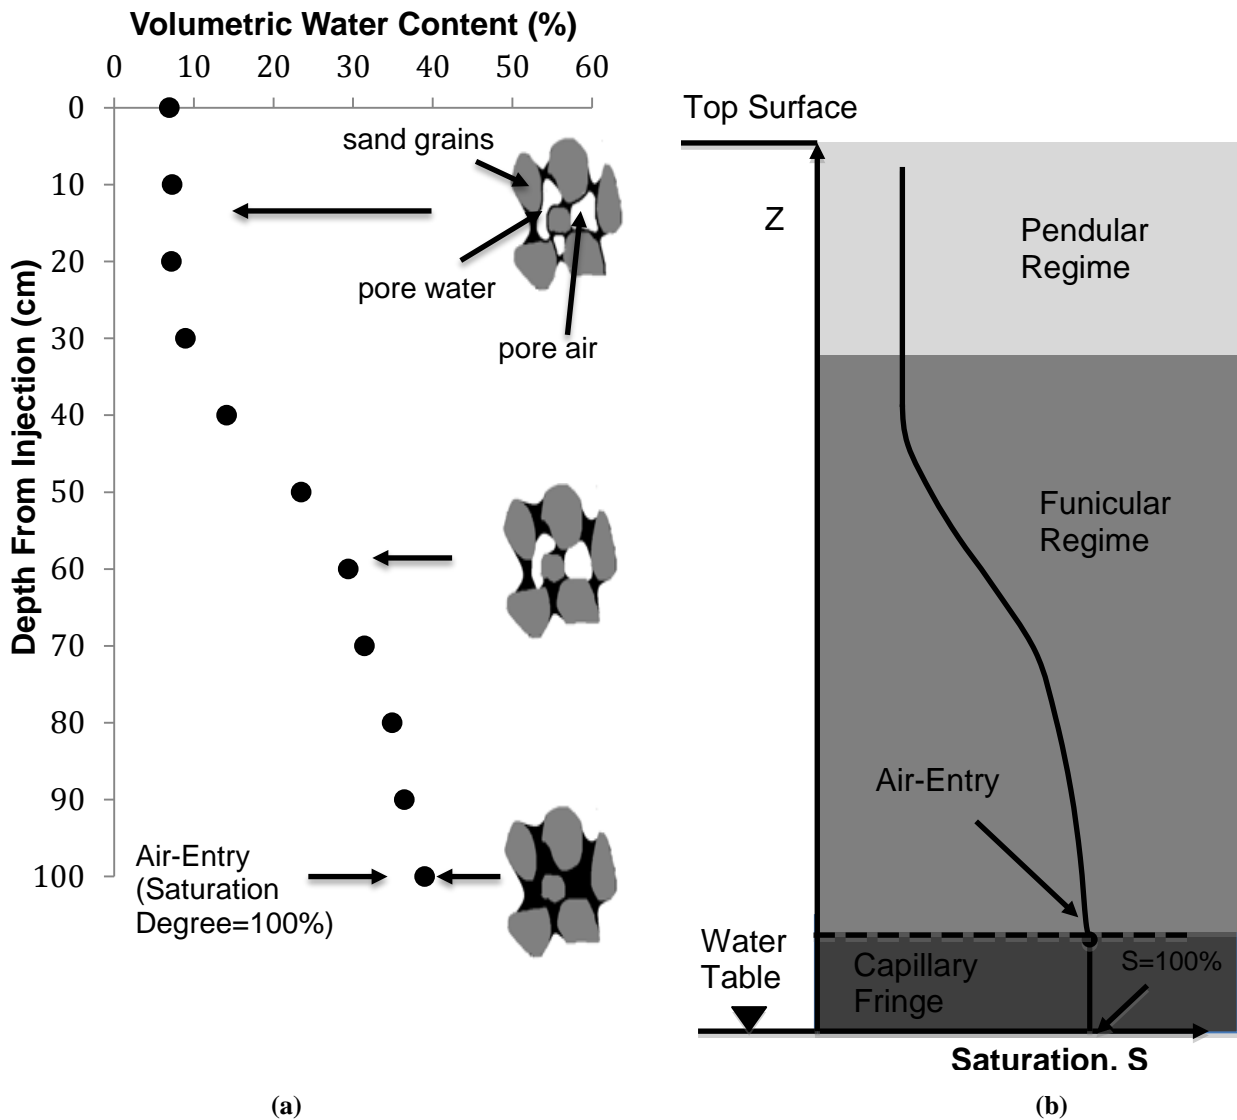 Volumetric Water Content (%)
0 10 20 30 40 50 60
Depth From Injection (cm)
0
10
20
30
40
50
60
70
80
90
100
sand grains
pore water
pore air
Air-Entry
(Saturation
Degree=100%)
(a)
Top Surface
Z
Pendular
Regime
Funicular
Regime
Air-Entry
Water
Table
Capillary
Fringe
S=100%
Saturation, S
(b)